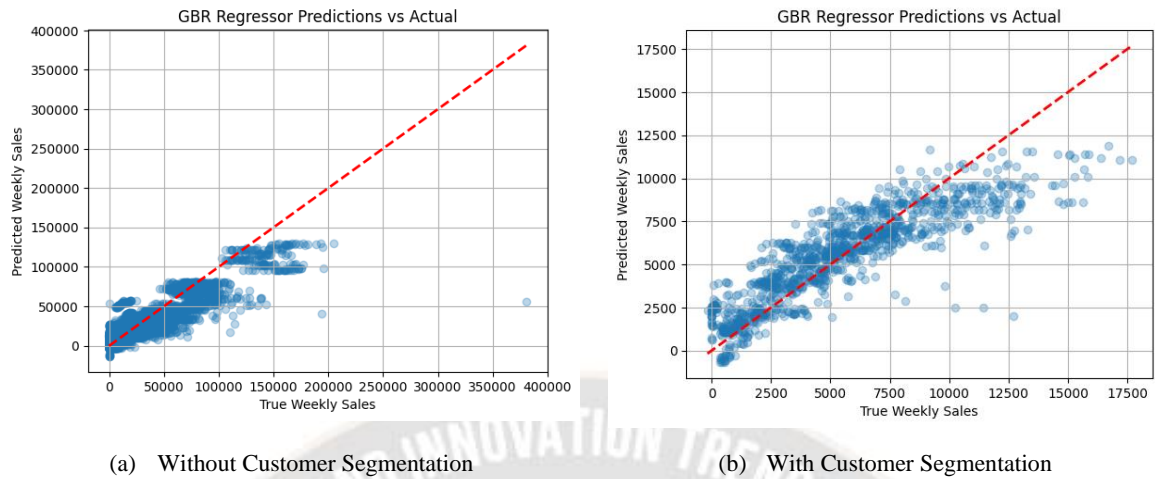 GBR Regressor Predictions vs Actual
400000
350000
300000
250000
200000
150000
100000
50000
0
Predicted Weekly Sales
0 50000 100000 150000 200000 250000 300000 350000 400000
True Weekly Sales
(a) Without Customer Segmentation
GBR Regressor Predictions vs Actual
17500
15000
12500
10000
7500
5000
2500
0
Predicted Weekly Sales
0 2500 5000 7500 10000 12500 15000 17500
True Weekly Sales
(b) With Customer Segmentation
INNOVATION